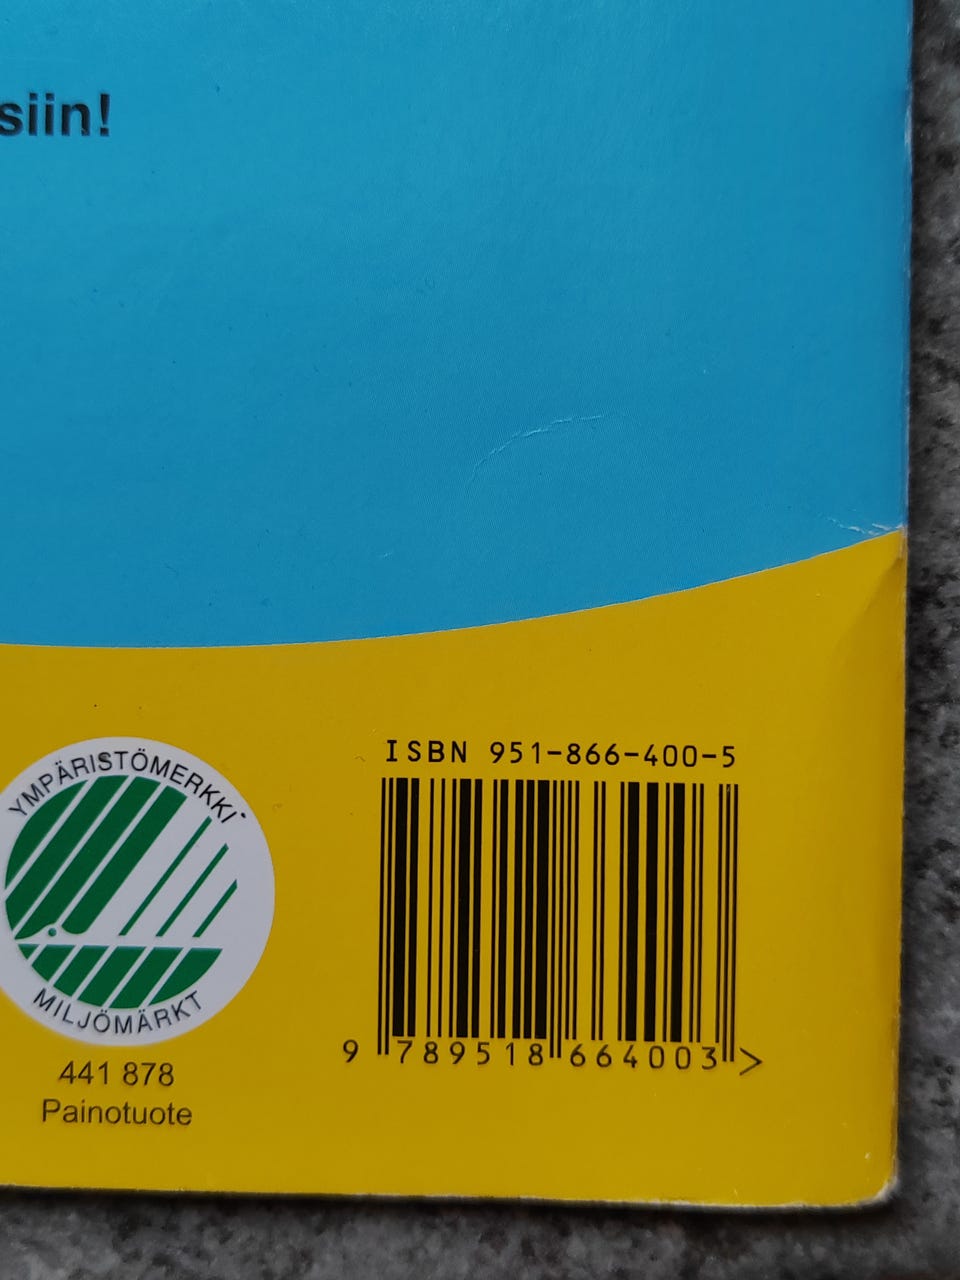 siin!
ISBN 951-866-400-5
YMPÄRISTÖMERKKI
MILJÖMÄRKT
9 789518 664003 >
441 878
Painotuote